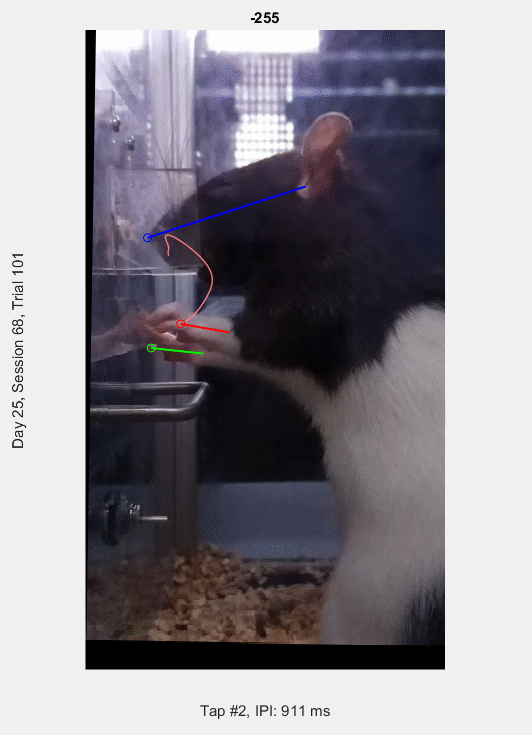 -255
Day 25, Session 68, Trial 101
Tap #2, IPI: 911 ms